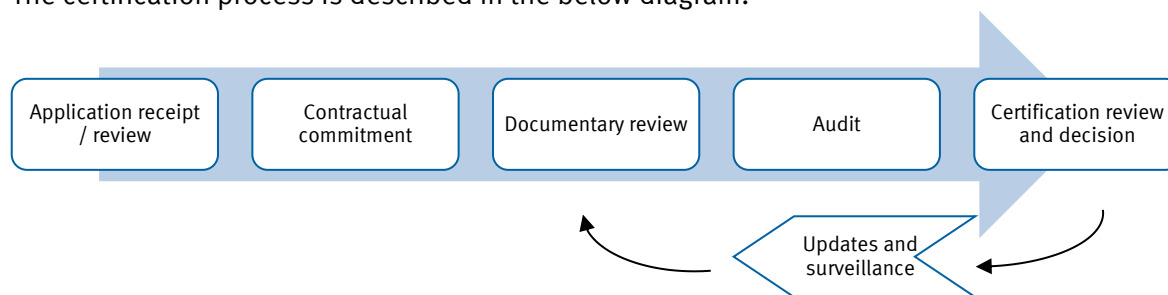 The certification process is described in the below diagram.
Application receipt
/ review
Contractual
commitment
Documentary review
Audit
Certification review
and decision
Updates and
surveillance